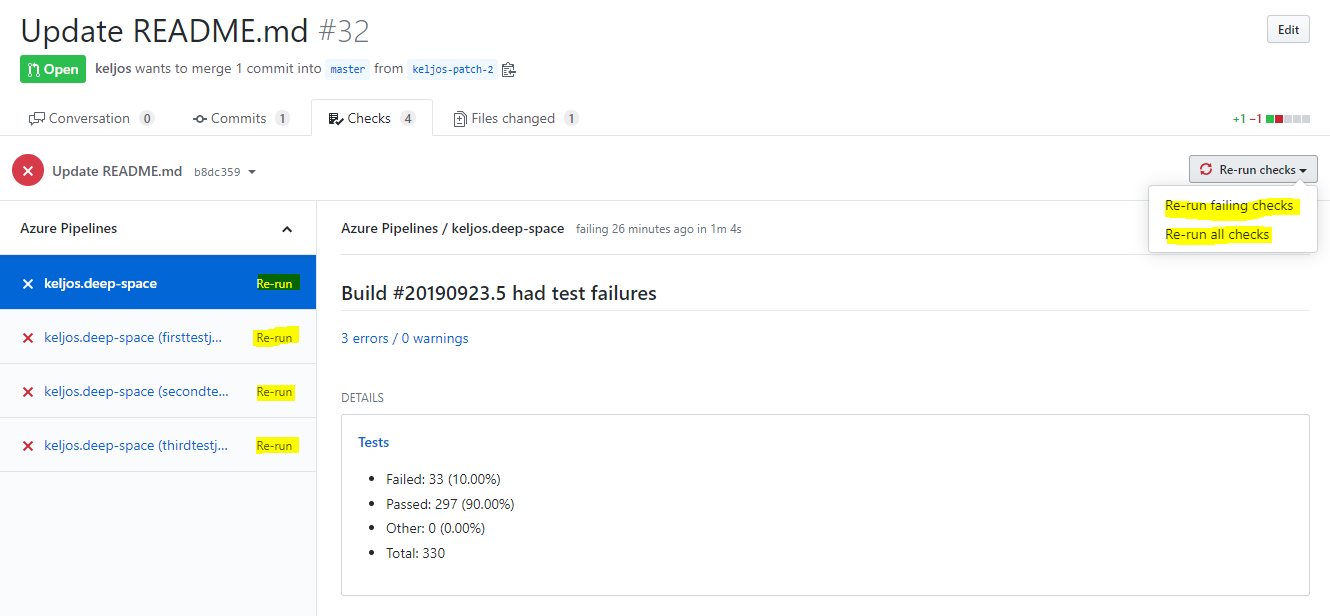 Update README.md #32
Edit
Open keljos wants to merge 1 commit into master from keljos-patch-2
Conversation 0 Commits 1 Checks 4 Files changed 1 +1 −1
Update README.md b8dc359 Re-run checks
Re-run failing checks
Re-run all checks
Azure Pipelines
keljos.deep-space Re-run
keljos.deep-space (firsttestj... Re-run
keljos.deep-space (secondte... Re-run
keljos.deep-space (thirdtestj... Re-run
Azure Pipelines / keljos.deep-space failing 26 minutes ago in 1m 4s
Build #20190923.5 had test failures
3 errors / 0 warnings
DETAILS
Tests
Failed: 33 (10.00%)
Passed: 297 (90.00%)
Other: 0 (0.00%)
Total: 330